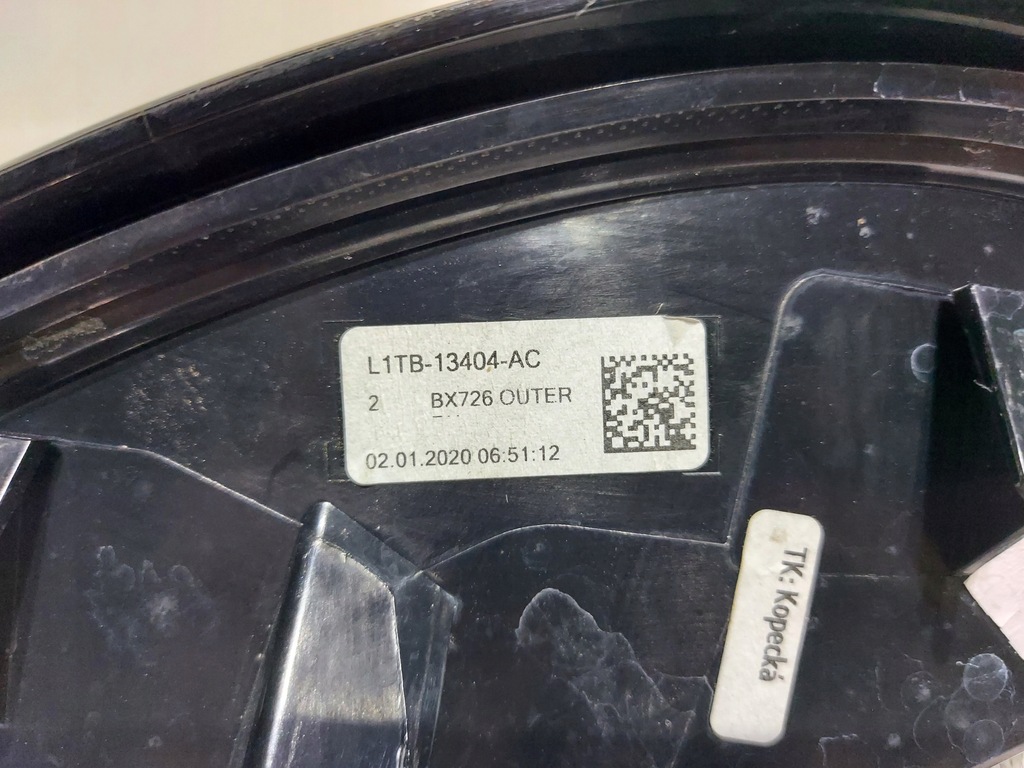 L1TB-13404-AC
2 BX726 OUTER
02.01.2020 06:51:12
TK: Kopecká